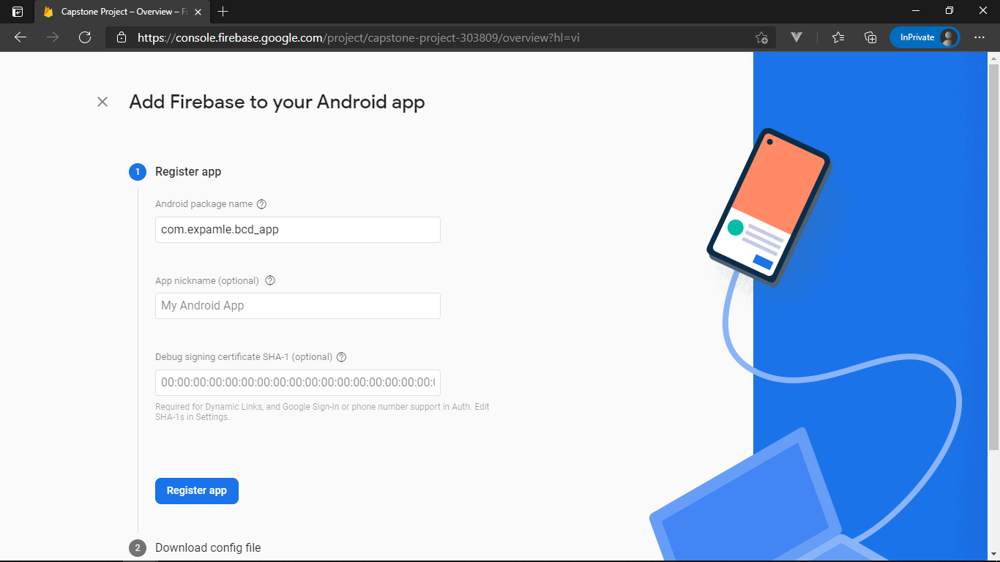 Capstone Project – Overview – Fi
https://console.firebase.google.com/project/capstone-project-303809/overview?hl=vi
InPrivate
Add Firebase to your Android app
1 Register app
Android package name ?
com.expamle.bcd_app
App nickname (optional) ?
My Android App
Debug signing certificate SHA-1 (optional) ?
00:00:00:00:00:00:00:00:00:00:00:00:00:00:00:00:00:
Required for Dynamic Links, and Google Sign-In or phone number support in Auth. Edit
SHA-1s in Settings.
Register app
2 Download config file